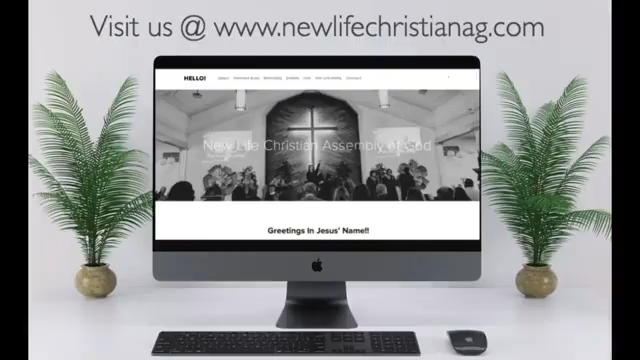 Visit us @ www.newlifechristianag.com
HELLO!
New Life Christian Assembly of God
Greetings In Jesus' Name!!